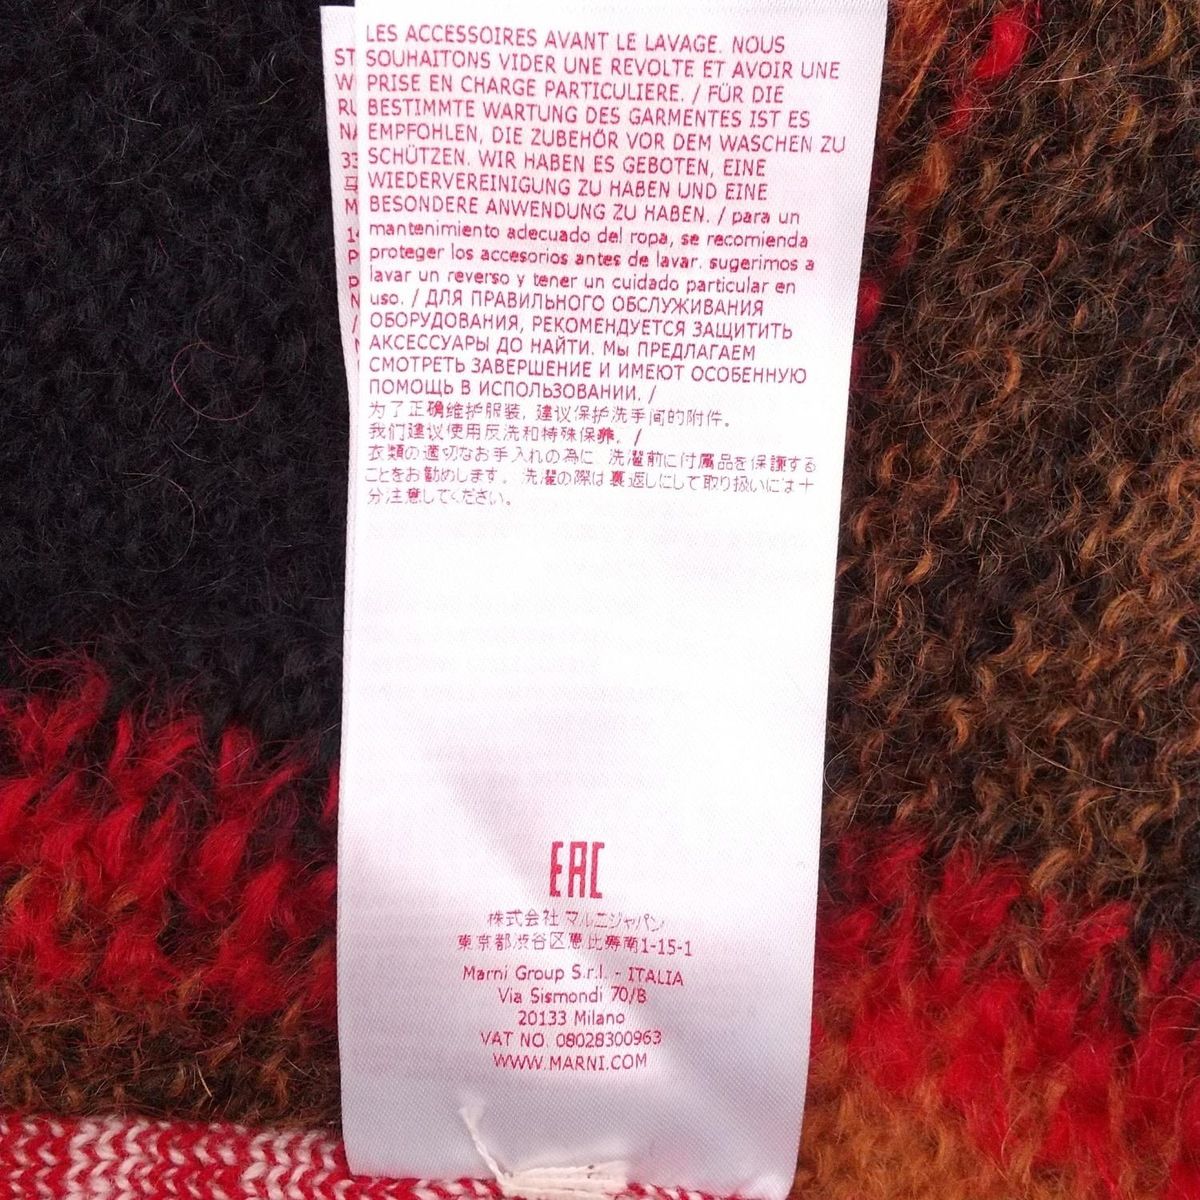 LES ACCESSOIRES AVANT LE LAVAGE. NOUS
SOUHAITONS VIDER UNE REVOLTE ET AVOIR UNE
PRISE EN CHARGE PARTICULIERE. / FÜR DIE
BESTIMMTE WARTUNG DES GARMENTES IST ES
EMPFOHLEN, DIE ZUBEHÖR VOR DEM WASCHEN ZU
SCHÜTZEN. WIR HABEN ES GEBOTEN, EINE
WIEDERVEREINIGUNG ZU HABEN UND EINE
BESONDERE ANWENDUNG ZU HABEN. / para un
mantenimiento adecuado del ropa, se recomienda
proteger los accesorios antes de lavar. sugerimos a
lavar un reverso y tener un cuidado particular en
uso. / ДЛЯ ПРАВИЛЬНОГО ОБСЛУЖИВАНИЯ
ОБОРУДОВАНИЯ, РЕКОМЕНДУЕТСЯ ЗАЩИТИТЬ
АКСЕССУАРЫ ДО НАЙТИ. Мы ПРЕДЛАГАЕМ
СМОТРЕТЬ ЗАВЕРШЕНИЕ И ИМЕЮТ ОСОБЕННУЮ
ПОМОЩЬ В ИСПОЛЬЗОВАНИИ. /
为了正确维护服装, 建议保护洗手间的附件。
我们建议使用反洗和特殊保养。 /
衣類の適切なお手入れの為に、洗濯前に付属品を保護する
ことをお勧めします。洗濯の際は裏返しにして取り扱いには十
分注意してください。
EAC
株式会社 マルニジャパン
東京都渋谷区恵比寿南1-15-1
Marni Group S.r.l. - ITALIA
Via Sismondi 70/B
20133 Milano
VAT NO. 08028300963
WWW.MARNI.COM